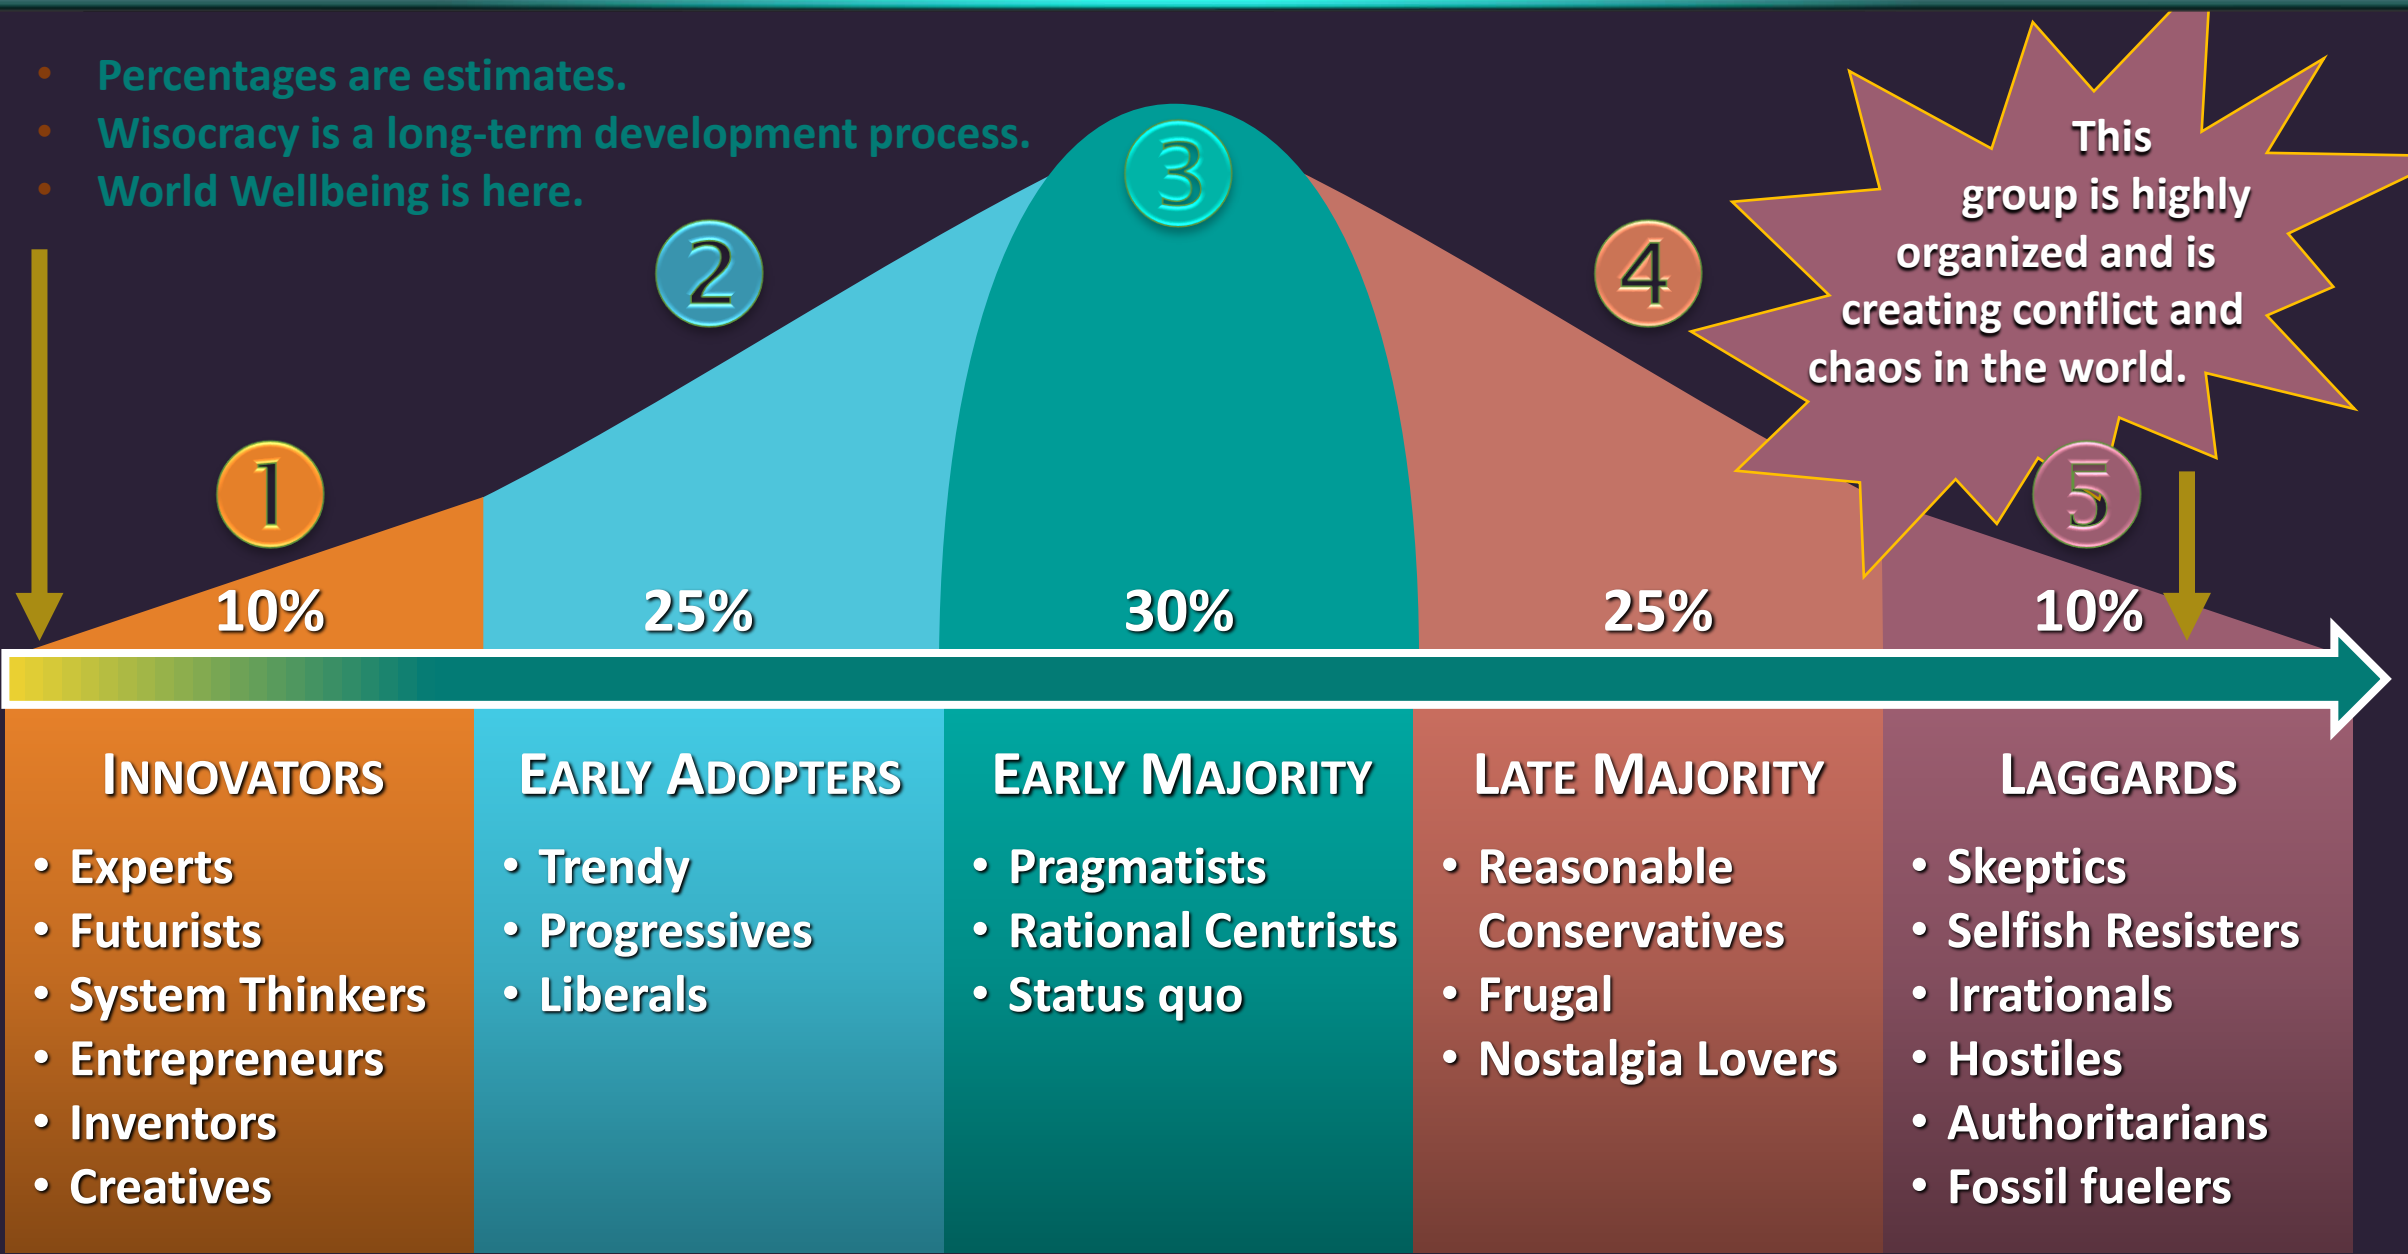 • Percentages are estimates.
• Wisocracy is a long-term development process.
• World Wellbeing is here.
This
group is highly
organized and is
creating conflict and
chaos in the world.
1
2
3
4
5
10%
25%
30%
25%
10%
INNOVATORS
• Experts
• Futurists
• System Thinkers
• Entrepreneurs
• Inventors
• Creatives
EARLY ADOPTERS
• Trendy
• Progressives
• Liberals
EARLY MAJORITY
• Pragmatists
• Rational Centrists
• Status quo
LATE MAJORITY
• Reasonable
Conservatives
• Frugal
• Nostalgia Lovers
LAGGARDS
• Skeptics
• Selfish Resisters
• Irrationals
• Hostiles
• Authoritarians
• Fossil fuelers